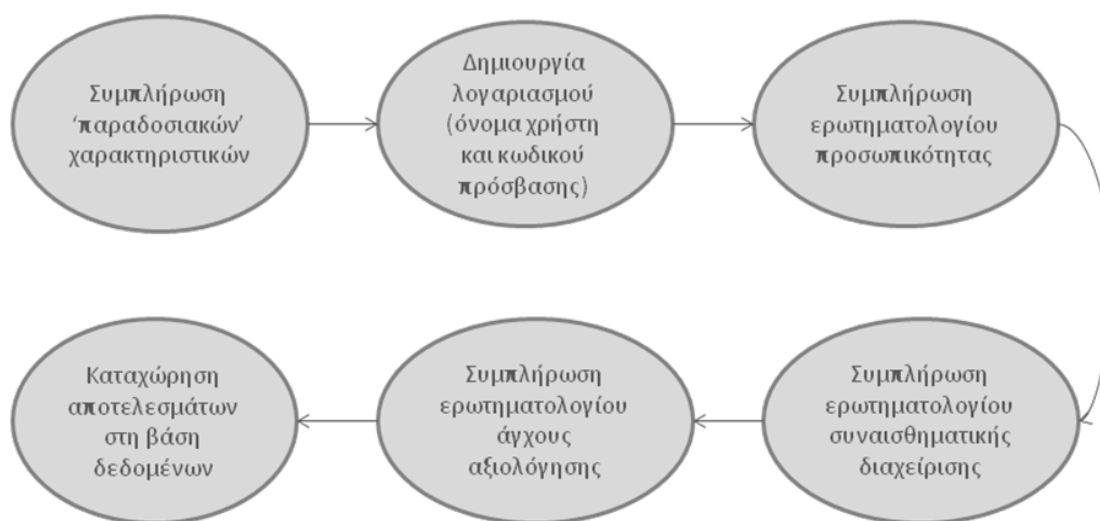 Συμπλήρωση
‘παραδοσιακών’
χαρακτηριστικών
Δημιουργία
λογαριασμού
(όνομα χρήστη
και κωδικού
πρόσβασης)
Συμπλήρωση
ερωτηματολογίου
προσωπικότητας
Συμπλήρωση
ερωτηματολογίου
συναισθηματικής
διαχείρισης
Συμπλήρωση
ερωτηματολογίου
άγχους
αξιολόγησης
Καταχώρηση
αποτελεσμάτων
στη βάση
δεδομένων